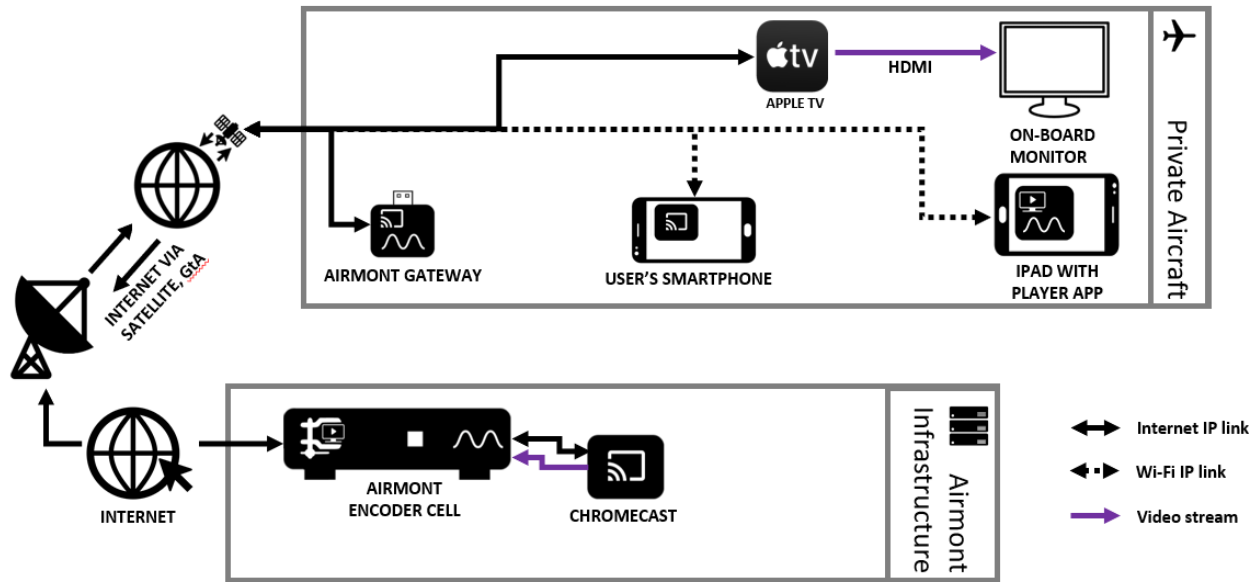 tv
APPLE TV
HDMI
ON-BOARD
MONITOR
Private Aircraft
AIRMONT GATEWAY
USER'S SMARTPHONE
IPAD WITH
PLAYER APP
INTERNET VIA
SATELLITE, GtA
INTERNET
AIRMONT
ENCODER CELL
CHROMECAST
Airmont
Infrastructure
Internet IP link
Wi-Fi IP link
Video stream